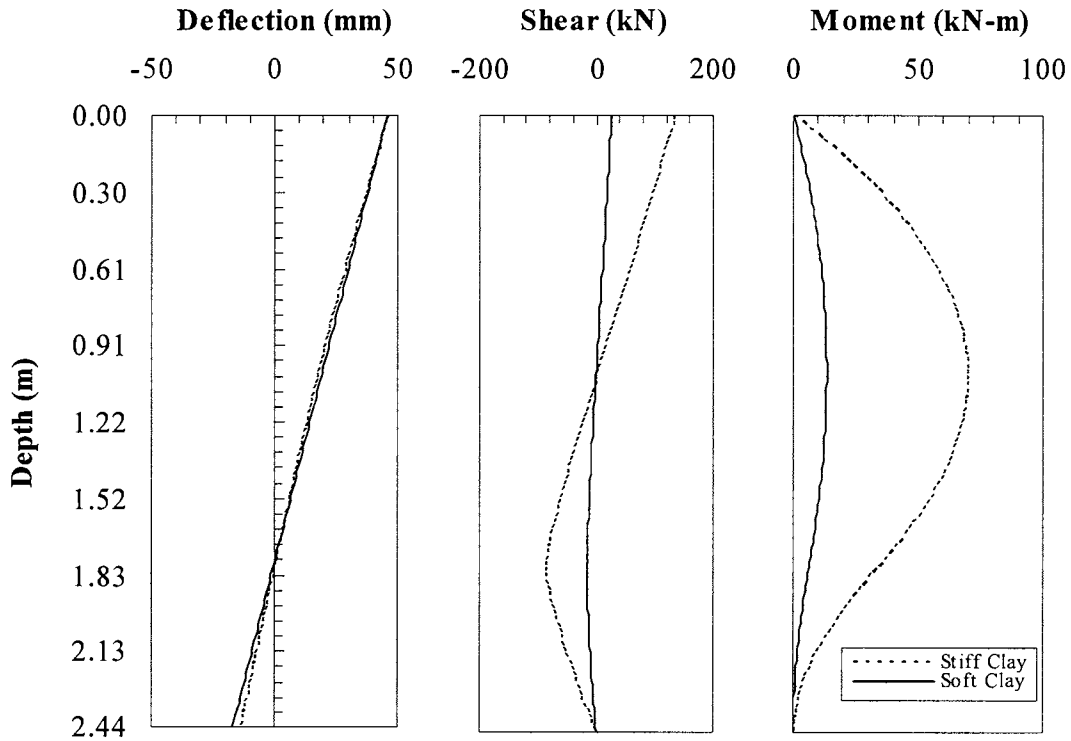 Deflection (mm) Shear (kN) Moment (kN-m)
-50 0 50 -200 0 200 0 50 100
0.00
0.30
0.61
0.91
1.22
1.52
1.83
2.13
2.44
Depth (m)
Stiff Clay
Soft Clay